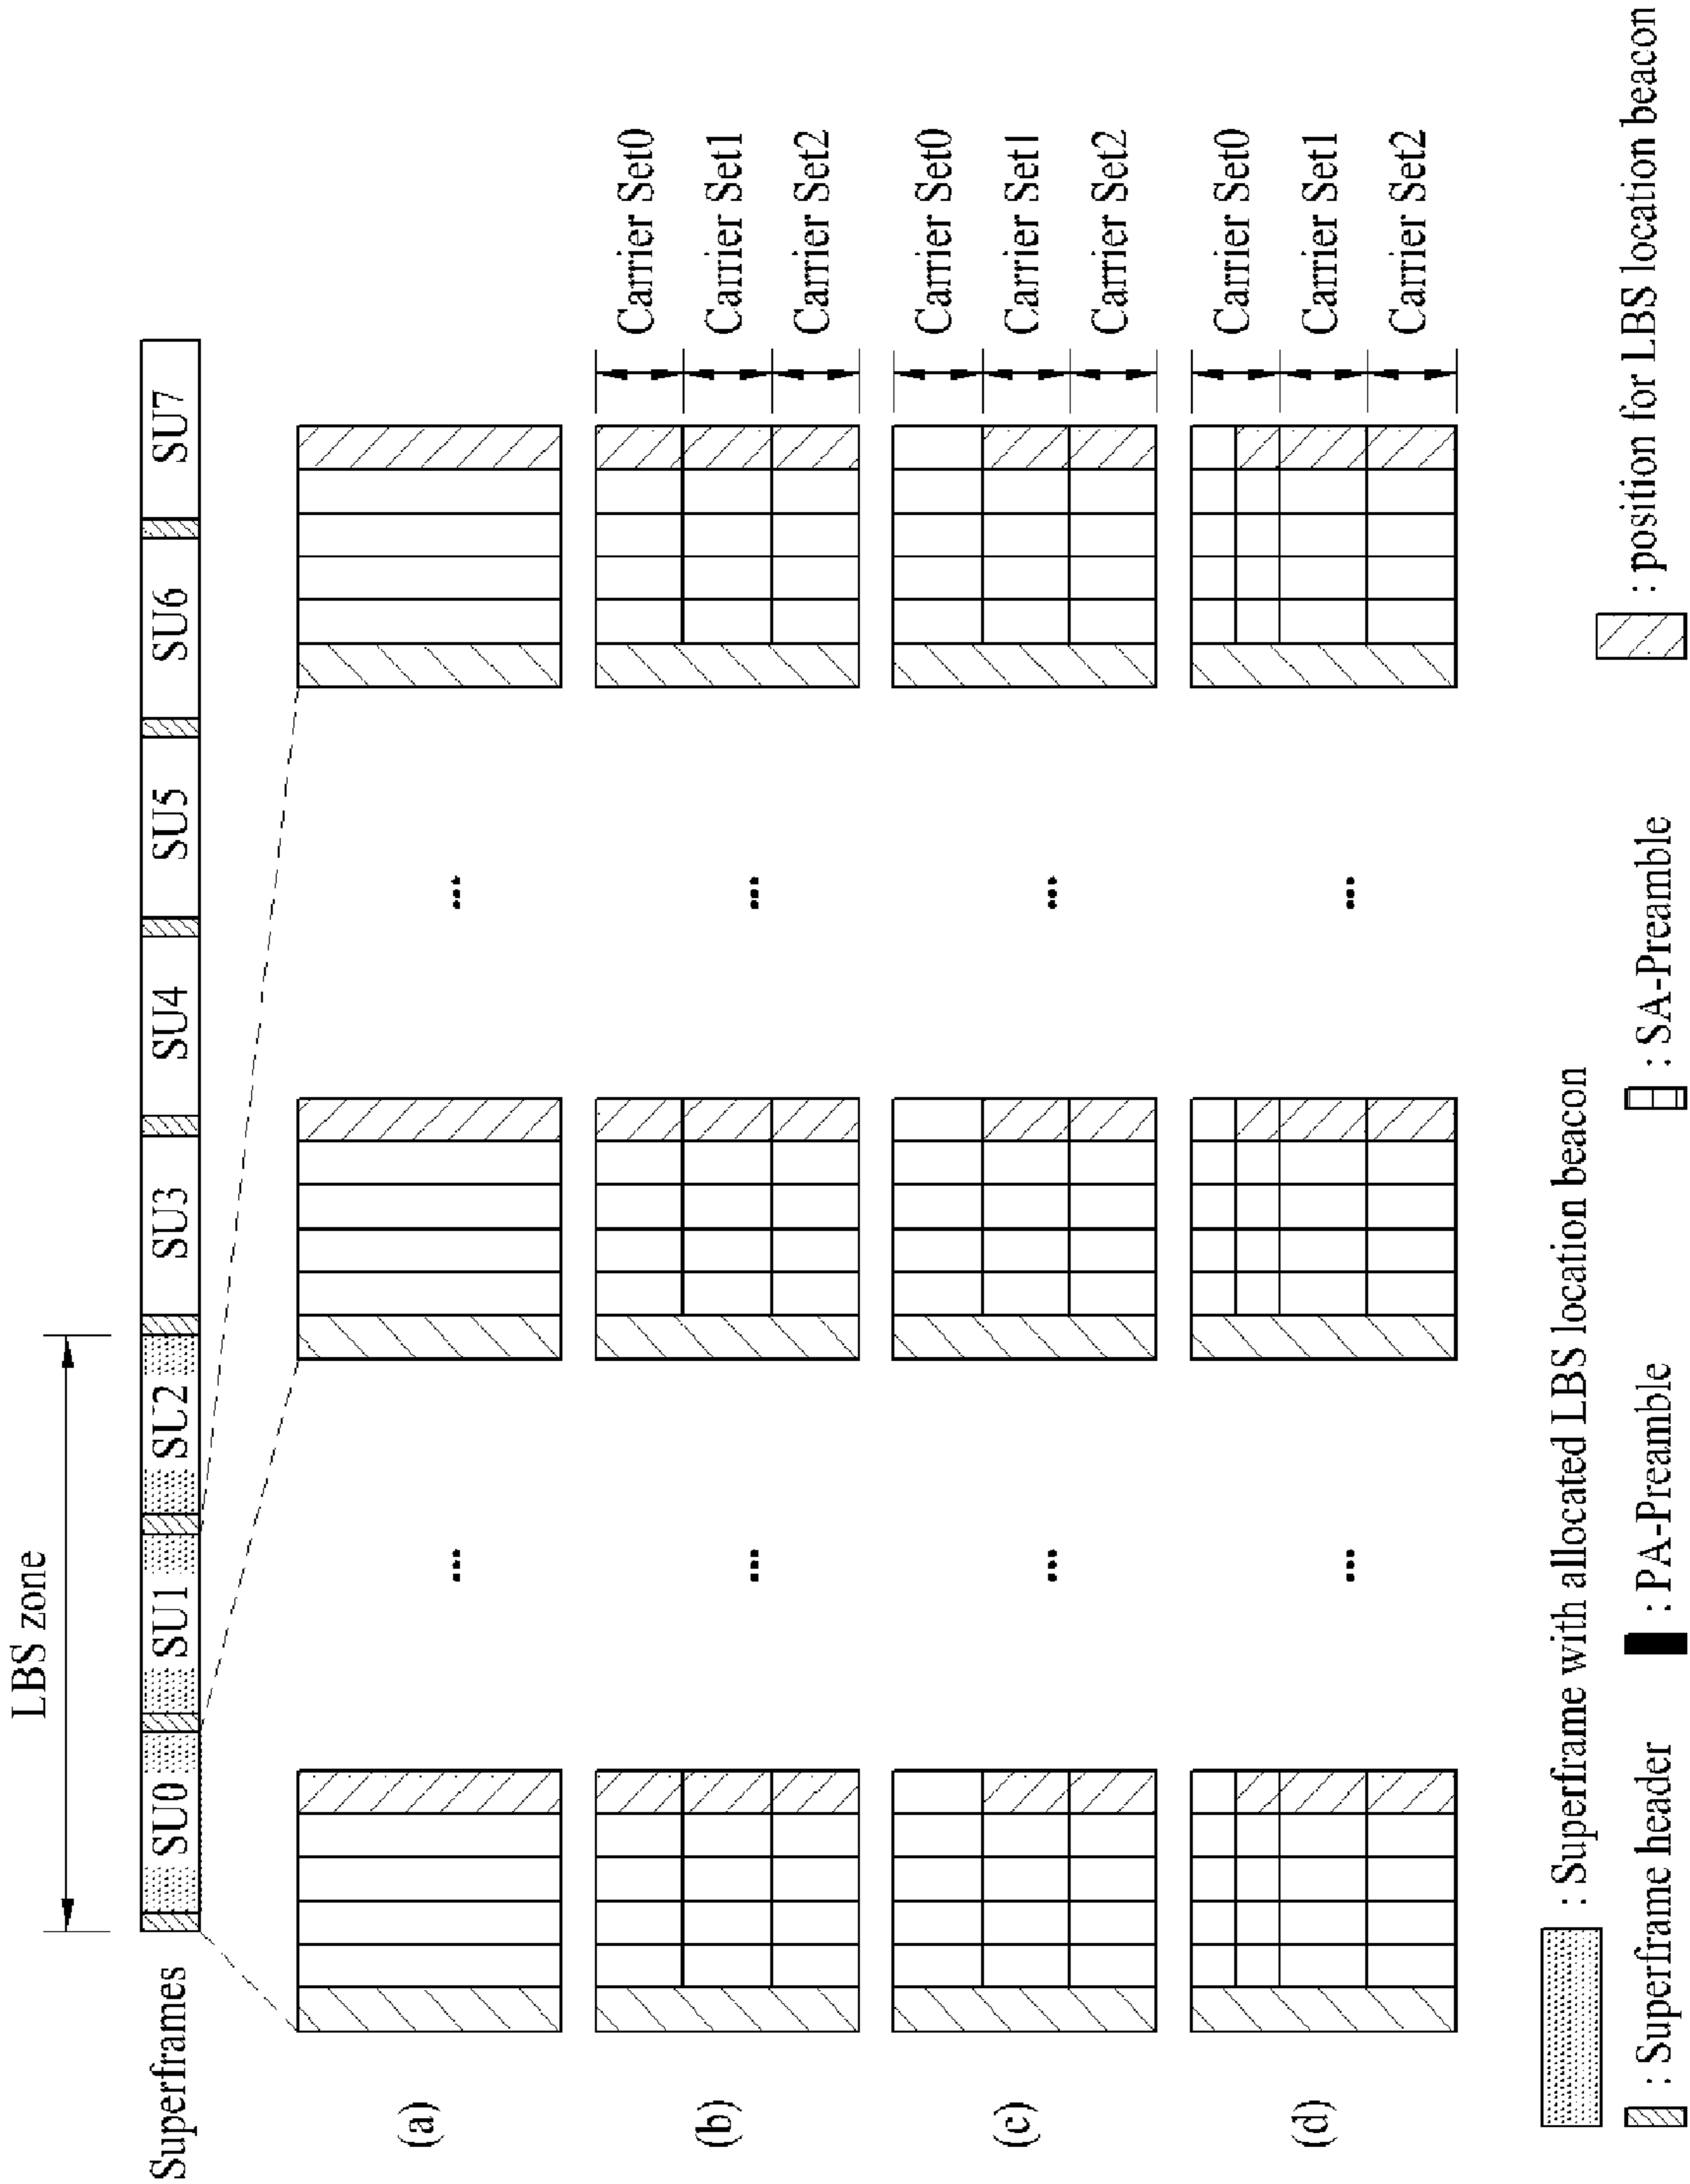 LBS zone
Superframes
SU0 SU1 SU2 SU3 SU4 SU5 SU6 SU7
(a)
... ...
(b)
... ...
Carrier Set0
Carrier Set1
Carrier Set2
(c)
... ...
Carrier Set0
Carrier Set1
Carrier Set2
(d)
... ...
Carrier Set0
Carrier Set1
Carrier Set2
: Superframe with allocated LBS location beacon
: Superframe header : PA-Preamble : SA-Preamble : position for LBS location beacon